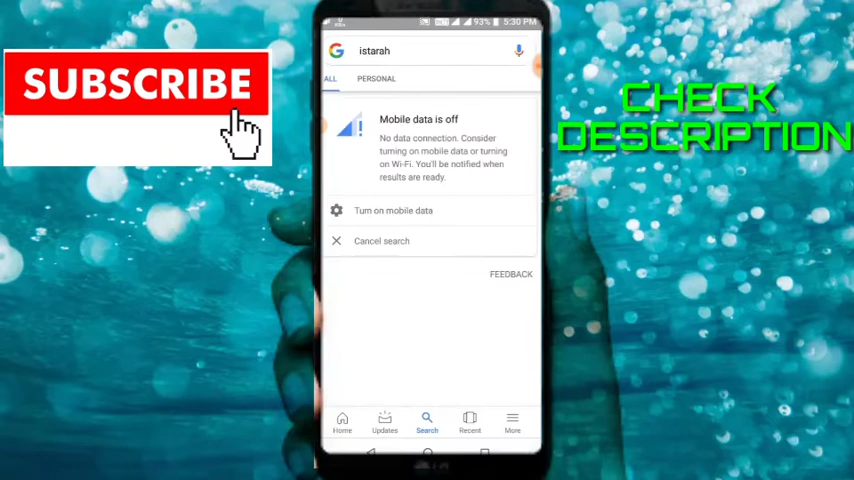 SUBSCRIBE
CHECK
DESCRIPTION
93% 5:30 PM
istarah
ALL PERSONAL
Mobile data is off
No data connection. Consider
turning on mobile data or turning
on Wi-Fi. You'll be notified when
results are ready.
Turn on mobile data
Cancel search
FEEDBACK
Home Updates Search Recent More